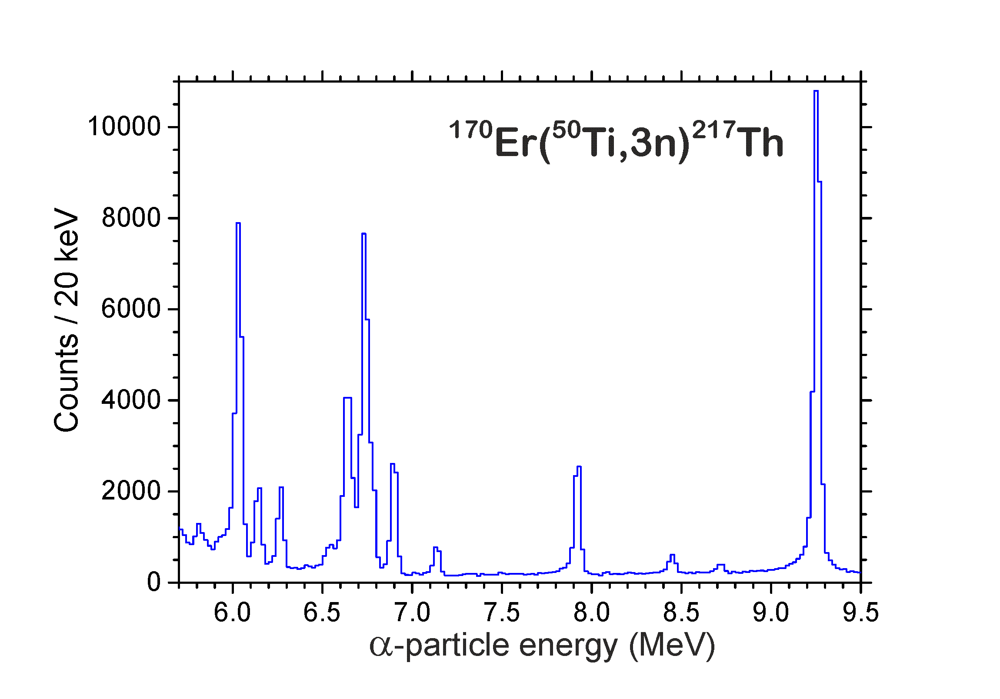 ¹⁷⁰Er(⁵⁰Ti,3n)²¹⁷Th
10000
8000
6000
4000
2000
0
Counts / 20 keV
6.0 6.5 7.0 7.5 8.0 8.5 9.0 9.5
α-particle energy (MeV)